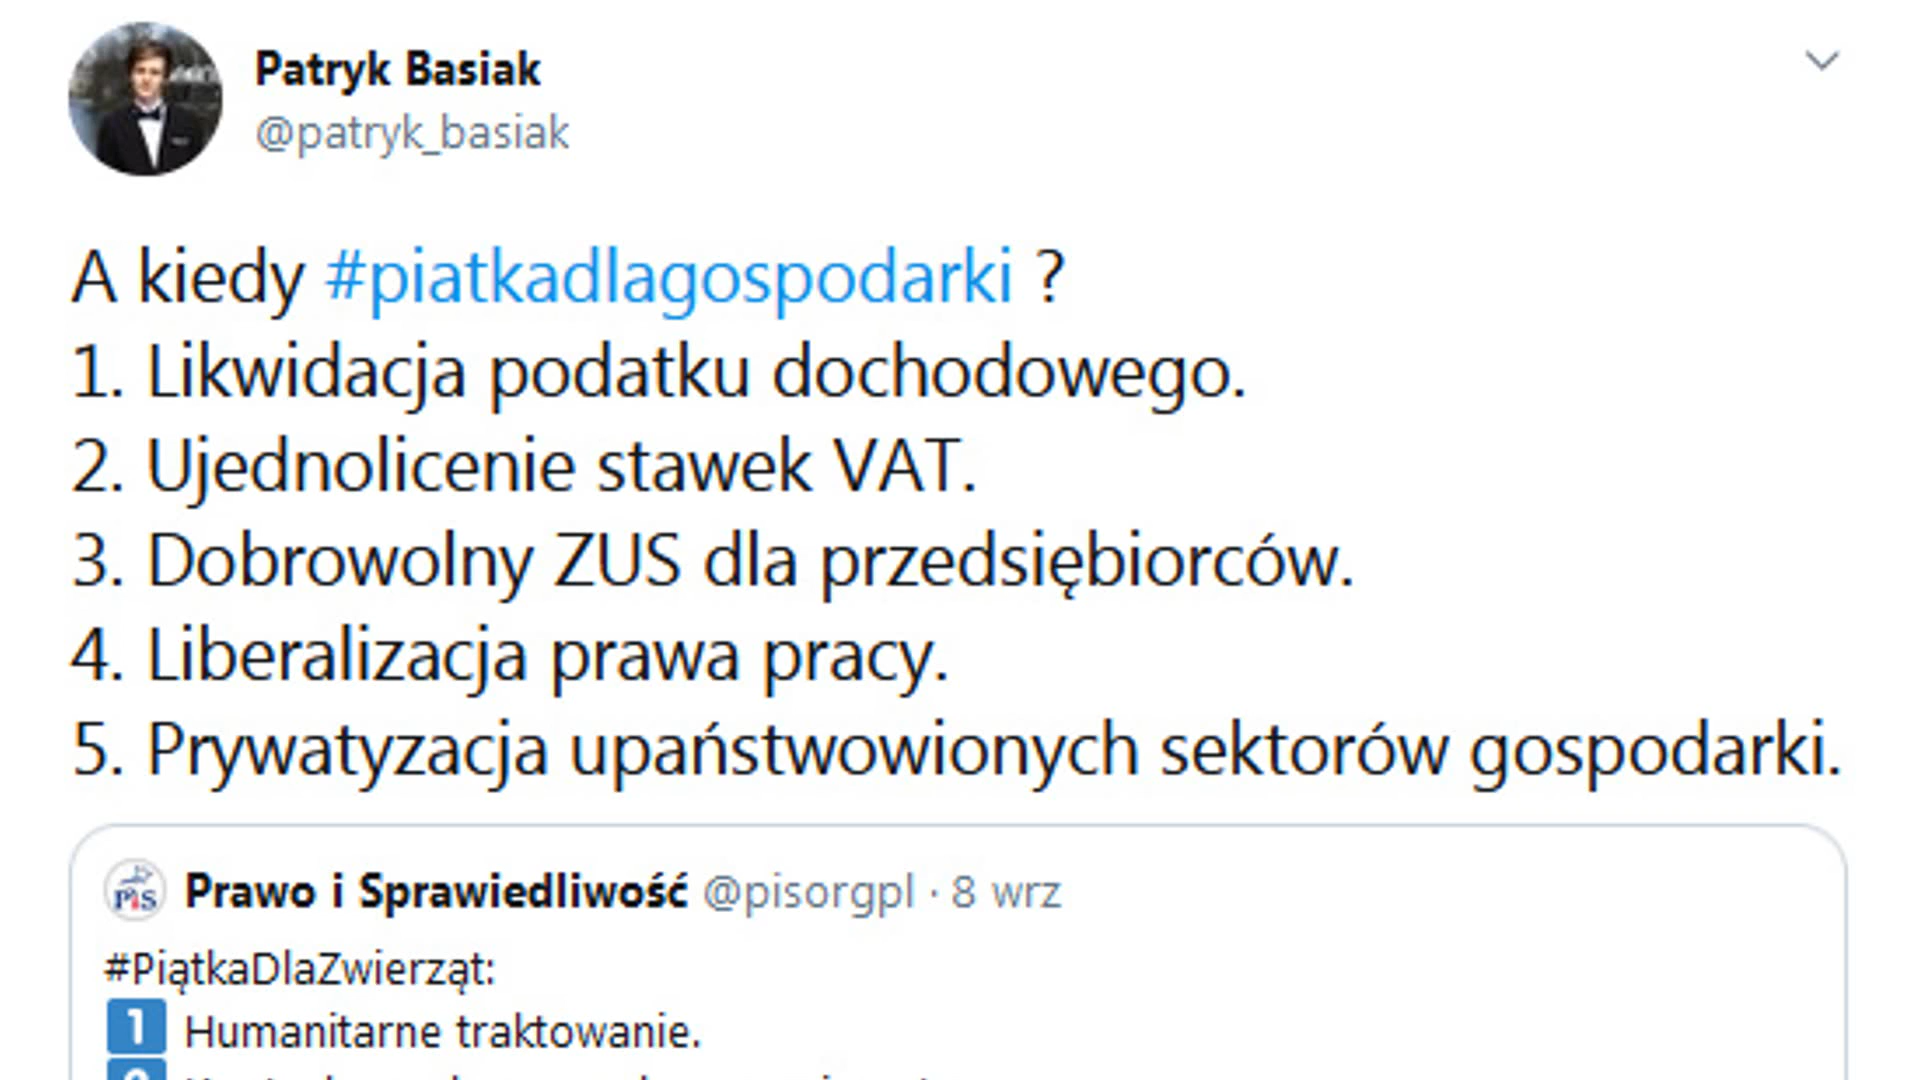 Patryk Basiak
@patryk_basiak
A kiedy #piatkadlagospodarki ?
1. Likwidacja podatku dochodowego.
2. Ujednolicenie stawek VAT.
3. Dobrowolny ZUS dla przedsiębiorców.
4. Liberalizacja prawa pracy.
5. Prywatyzacja upaństwowionych sektorów gospodarki.
PiS Prawo i Sprawiedliwość @pisorgpl · 8 wrz
#PiątkaDlaZwierząt:
1 Humanitarne traktowanie.